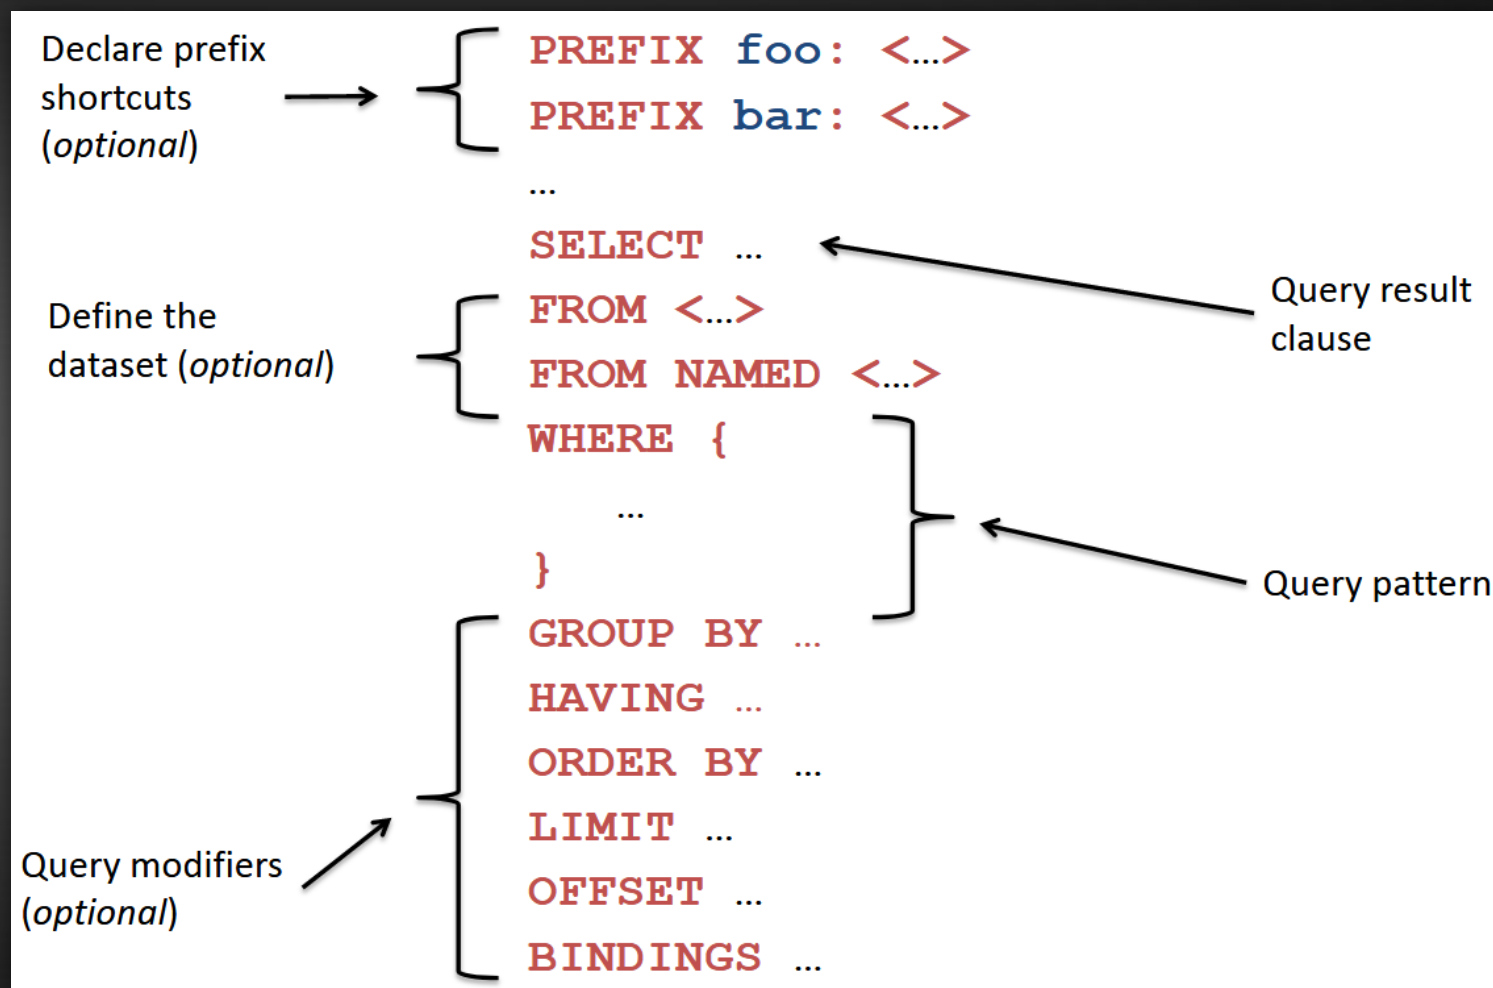 Declare prefix
shortcuts
(optional)
PREFIX foo: <...>
PREFIX bar: <...>
...
SELECT ...
Query result
clause
Define the
dataset (optional)
FROM <...>
FROM NAMED <...>
WHERE {
...
}
Query pattern
GROUP BY ...
HAVING ...
ORDER BY ...
LIMIT ...
OFFSET ...
BINDINGS ...
Query modifiers
(optional)